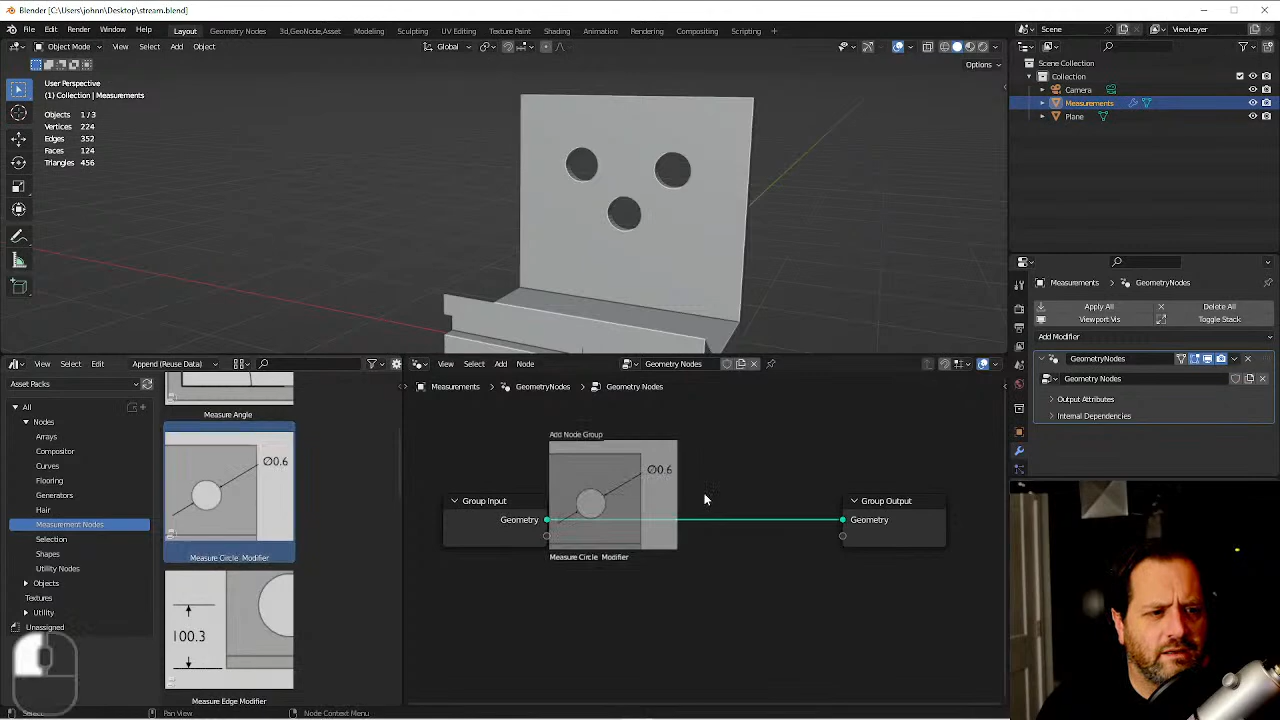 Blender [C:\Users\johnn\Desktop\stream.blend]
File Edit Render Window Help Layout Geometry Nodes 3d,GeoNode,Asset Modeling Sculpting UV Editing Texture Paint Shading Animation Rendering Compositing Scripting Scene ViewLayer
Object Mode View Select Add Object Global
Options
User Perspective
(1) Collection | Measurements
Objects 1 / 3
Vertices 224
Edges 352
Faces 124
Triangles 456
Scene Collection
Collection
Camera
Measurements
Plane
Measurements GeometryNodes
Apply All Delete All
Viewport Vis Toggle Stack
Add Modifier
GeometryNodes
Geometry Nodes
Output Attributes
Internal Dependencies
View Select Edit Append (Reuse Data)
Asset Packs
All
Nodes
Arrays
Compositor
Curves
Flooring
Generators
Hair
Measurement Nodes
Selection
Shapes
Utility Nodes
Objects
Textures
Utility
Unassigned
Measure Angle
∅0.6
Measure Circle Modifier
100.3
Measure Edge Modifier
View Select Add Node Geometry Nodes
Measurements GeometryNodes Geometry Nodes
Add Node Group
∅0.6
Measure Circle Modifier
Group Input
Geometry
Group Output
Geometry
Pan View Node Context Menu